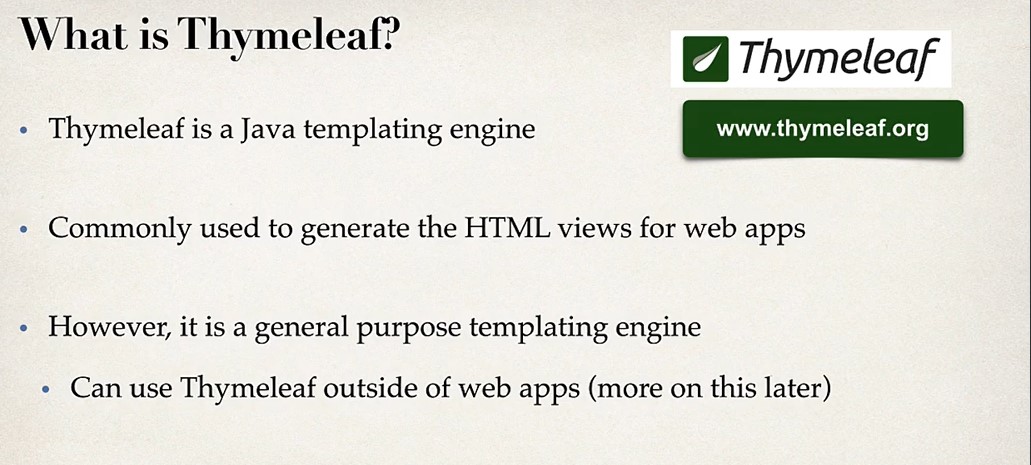 What is Thymeleaf?
Thymeleaf
www.thymeleaf.org
• Thymeleaf is a Java templating engine
• Commonly used to generate the HTML views for web apps
• However, it is a general purpose templating engine
• Can use Thymeleaf outside of web apps (more on this later)